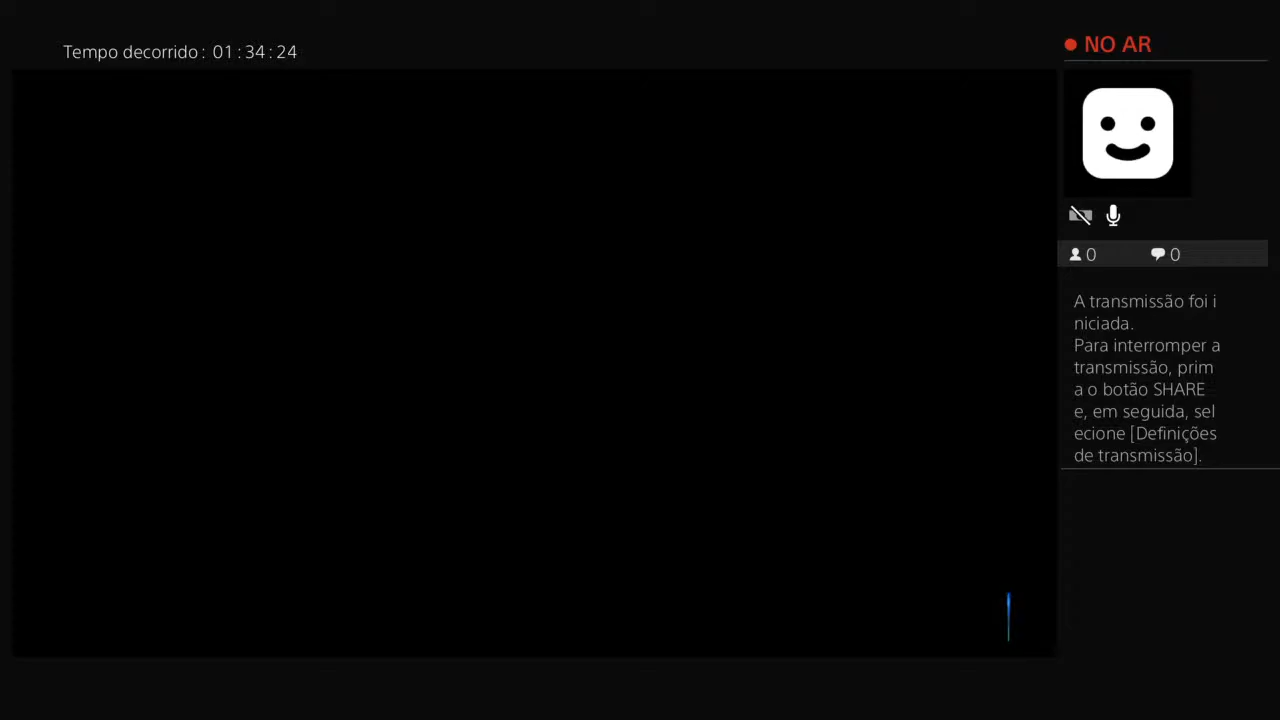 Tempo decorrido: 01:34:24
NO AR
0 0
A transmissão foi i
niciada.
Para interromper a
transmissão, prim
a o botão SHARE
e, em seguida, sel
ecione [Definições
de transmissão].